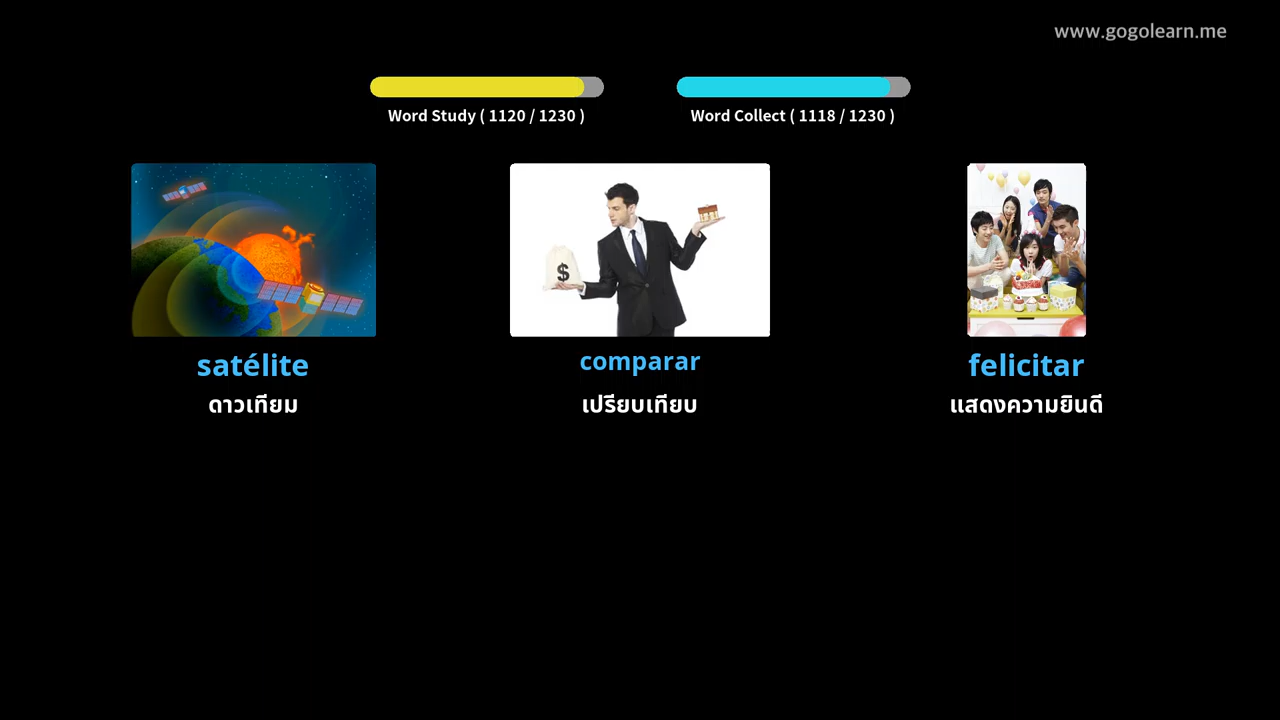 www.gogolearn.me
Word Study ( 1120 / 1230 )
Word Collect ( 1118 / 1230 )
$
satélite
comparar
felicitar
ดาวเทียม
เปรียบเทียบ
แสดงความยินดี